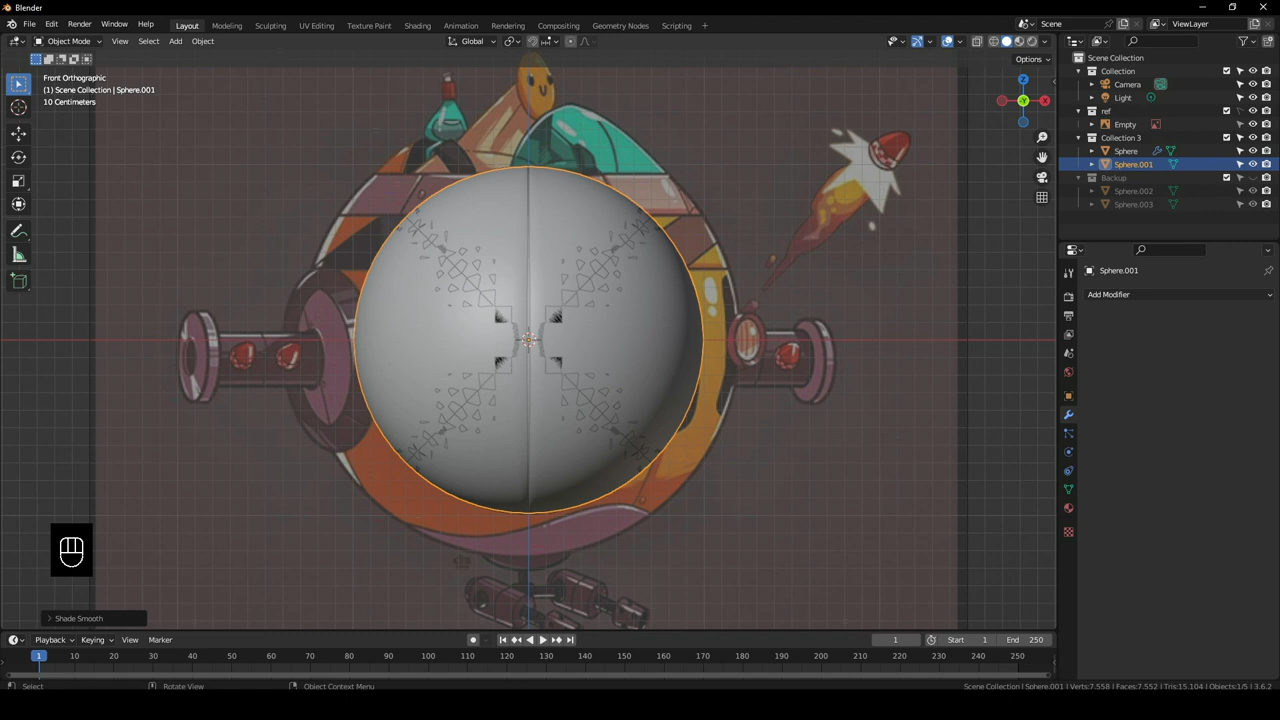 Blender
File Edit Render Window Help Layout Modeling Sculpting UV Editing Texture Paint Shading Animation Rendering Compositing Geometry Nodes Scripting + Scene ViewLayer
Object Mode View Select Add Object Global
Options
Front Orthographic
(1) Scene Collection | Sphere.001
10 Centimeters
Z
Y
X
Scene Collection
Collection
Camera
Light
ref
Empty
Collection 3
Sphere
Sphere.001
Backup
Sphere.002
Sphere.003
Sphere.001
Add Modifier
Shade Smooth
Playback Keying View Marker 1 Start 1 End 250
1 10 20 30 40 50 60 70 80 90 100 110 120 130 140 150 160 170 180 190 200 210 220 230 240 250
Select Rotate View Object Context Menu Scene Collection | Sphere.001 | Verts:7.558 | Faces:7.552 | Tris:15.104 | Objects:1/5 | 3.6.2